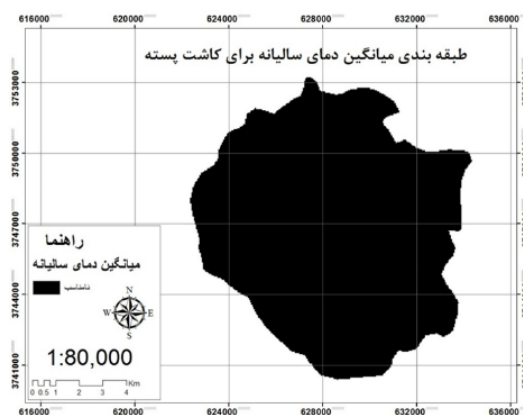 616000 620000 624000 628000 632000 636000
طبقه بندی میانگین دمای سالیانه برای کاشت پسته
3753000
3750000
3747000
3744000
3741000
راهنما
میانگین دمای سالیانه
نامناسب
N
W E
S
1:80,000
0 0.5 1 2 3 4 Km
616000 620000 624000 628000 632000 636000